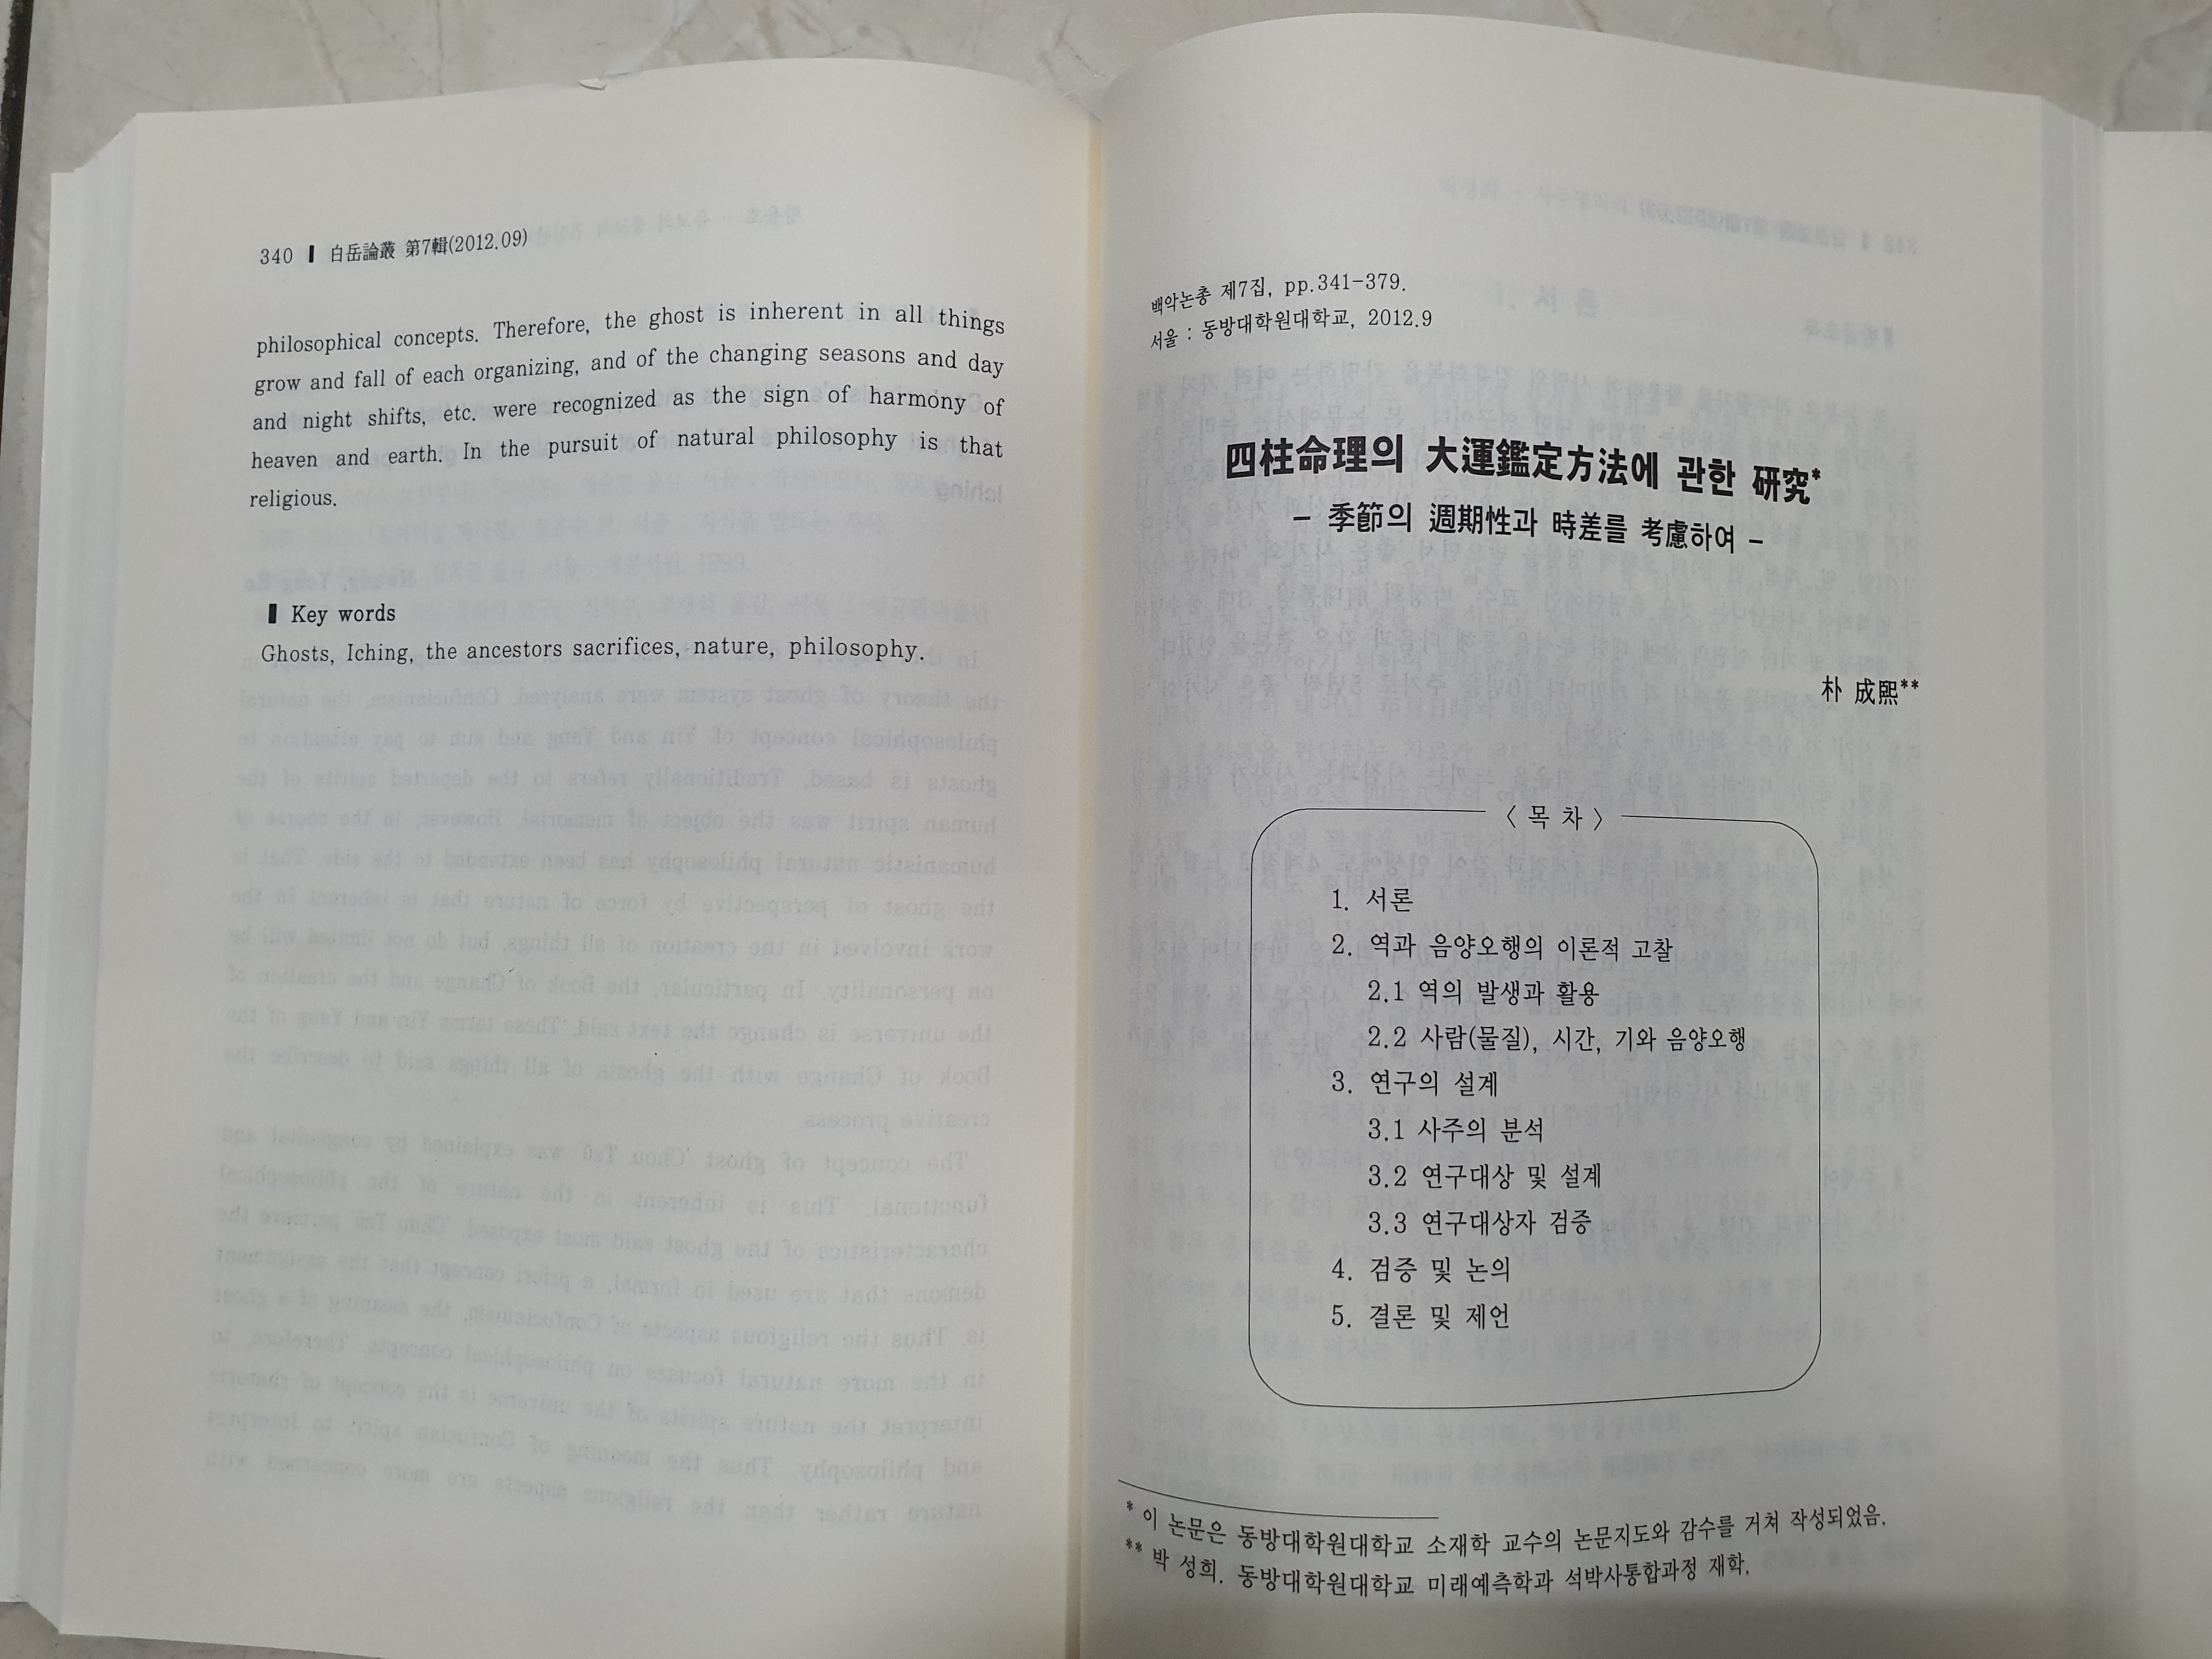 340 ▌ 白岳論叢 第7輯(2012.09)
philosophical concepts. Therefore, the ghost is inherent in all things
grow and fall of each organizing, and of the changing seasons and day
and night shifts, etc. were recognized as the sign of harmony of
heaven and earth. In the pursuit of natural philosophy is that
religious.
▌ Key words
Ghosts, Iching, the ancestors sacrifices, nature, philosophy.
백악논총 제7집, pp.341-379.
서울 : 동방대학원대학교, 2012.9
四柱命理의 大運鑑定方法에 관한 研究*
- 季節의 週期性과 時差를 考慮하여 -
朴 成熙**
〈 목 차 〉
1. 서론
2. 역과 음양오행의 이론적 고찰
2.1 역의 발생과 활용
2.2 사람(물질), 시간, 기와 음양오행
3. 연구의 설계
3.1 사주의 분석
3.2 연구대상 및 설계
3.3 연구대상자 검증
4. 검증 및 논의
5. 결론 및 제언
* 이 논문은 동방대학원대학교 소재학 교수의 논문지도와 감수를 거쳐 작성되었음.
** 박 성희. 동방대학원대학교 미래예측학과 석박사통합과정 재학.